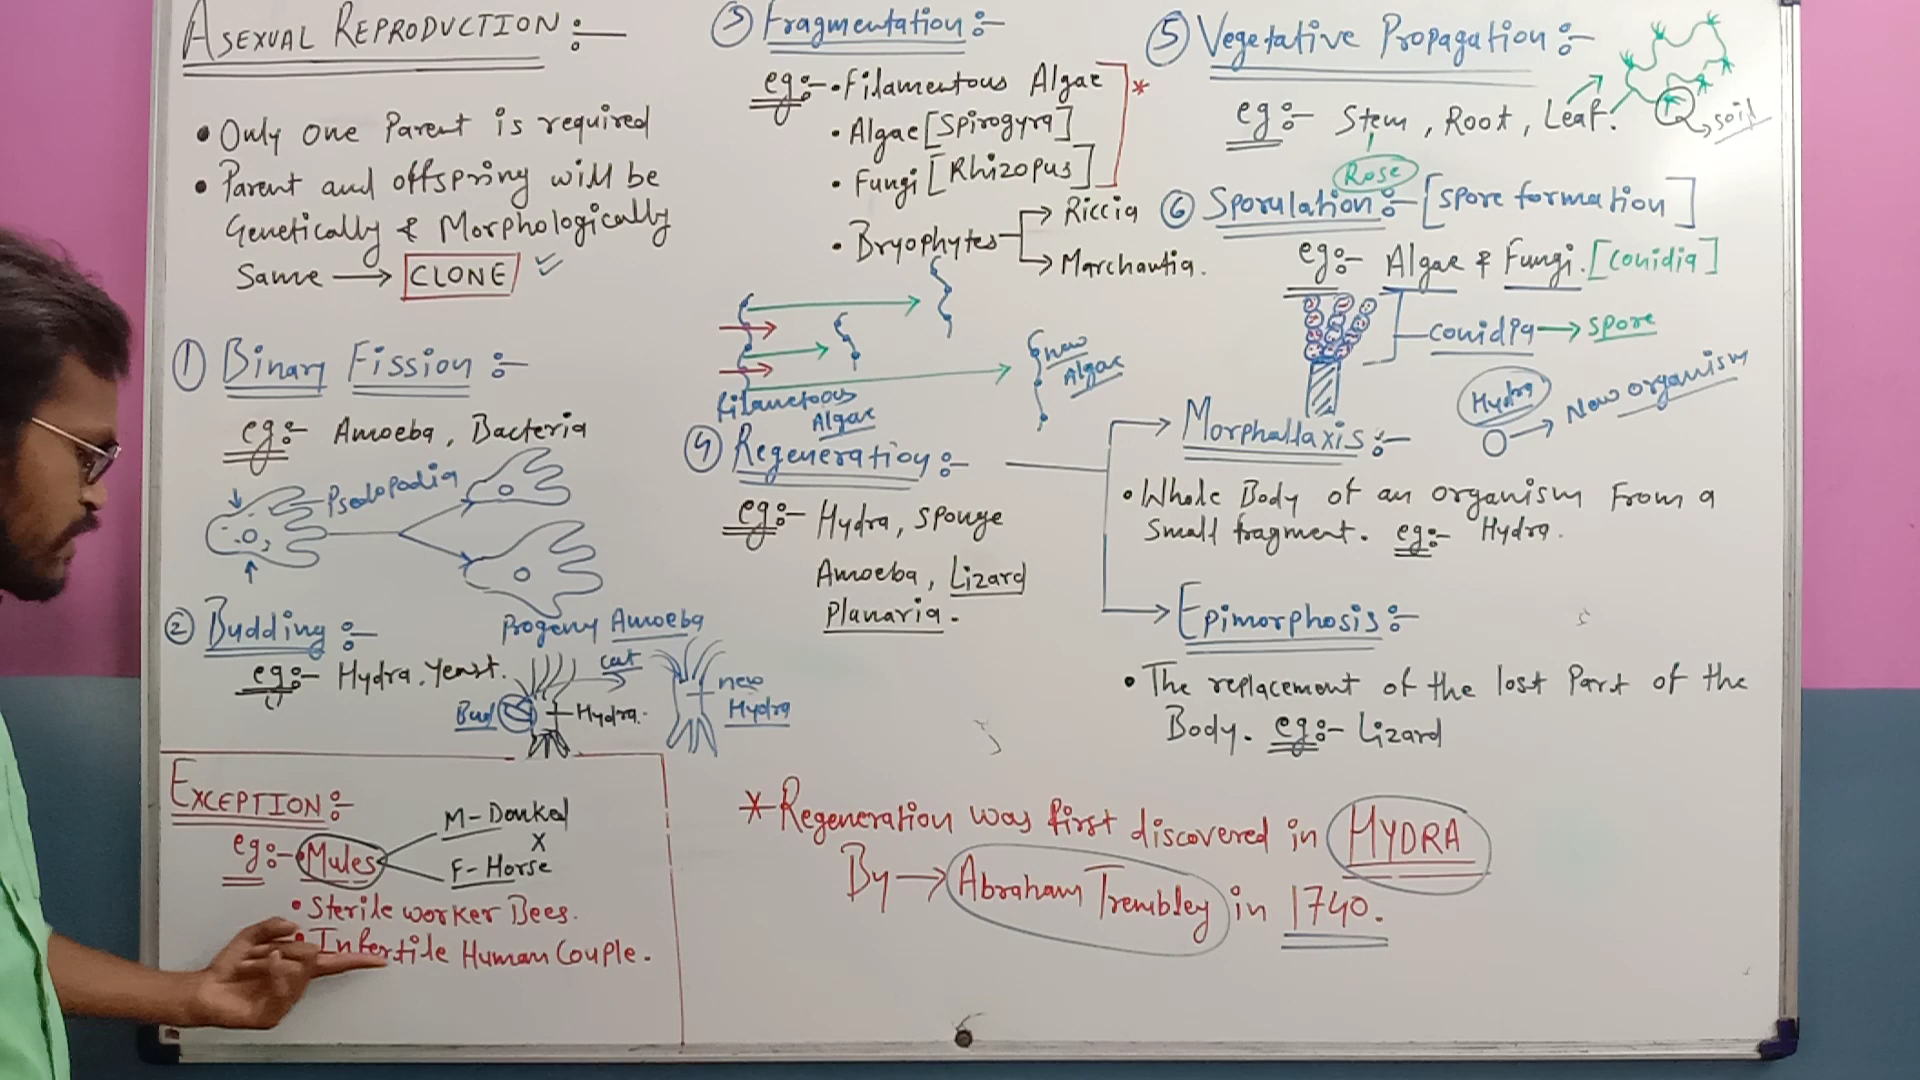 ASEXUAL REPRODUCTION:-
• Only one Parent is required
• Parent and offspring will be
Genetically & Morphologically
Same → CLONE
① Binary Fission :-
eg:- Amoeba, Bacteria
Psedopodia
Progeny Amoeba
② Budding :-
eg:- Hydra, Yeast.
Bud
Hydra.
cut
new
Hydra
EXCEPTION:-
eg:- • Mules
M- Donkal
X
F- Horse
• Sterile worker Bees.
• Infertile Human Couple.
③ Fragmentation :-
eg:- • Filamentous Algae *
• Algae [Spirogyra]
• Fungi [Rhizopus]
• Bryophytes → Riccia
→ Marchantia.
new
Algae
filametous
Algae
④ Regeneration :-
eg:- Hydra, sponge
Amoeba, Lizard
Planaria.
Morphallaxis :-
• Whole Body of an organism From a
Small fragment. eg:- Hydra.
Epimorphosis :-
• The replacement of the lost Part of the
Body. eg:- Lizard
* Regeneration was first discovered in HYDRA
By → Abraham Trembley in 1740.
⑤ Vegetative Propagation :-
eg:- Stem, Root, Leaf.
soil
Rose
⑥ Sporulation :- [spore formation]
eg:- Algae & Fungi. [conidia]
conidia → spore
Hydra
→ New organism